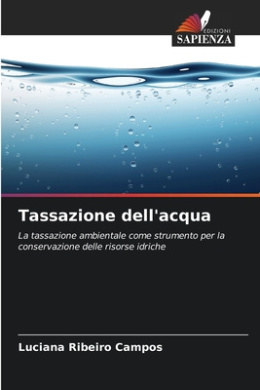 EDIZIONI
SAPIENZA
Tassazione dell'acqua
La tassazione ambientale come strumento per la
conservazione delle risorse idriche
Luciana Ribeiro Campos